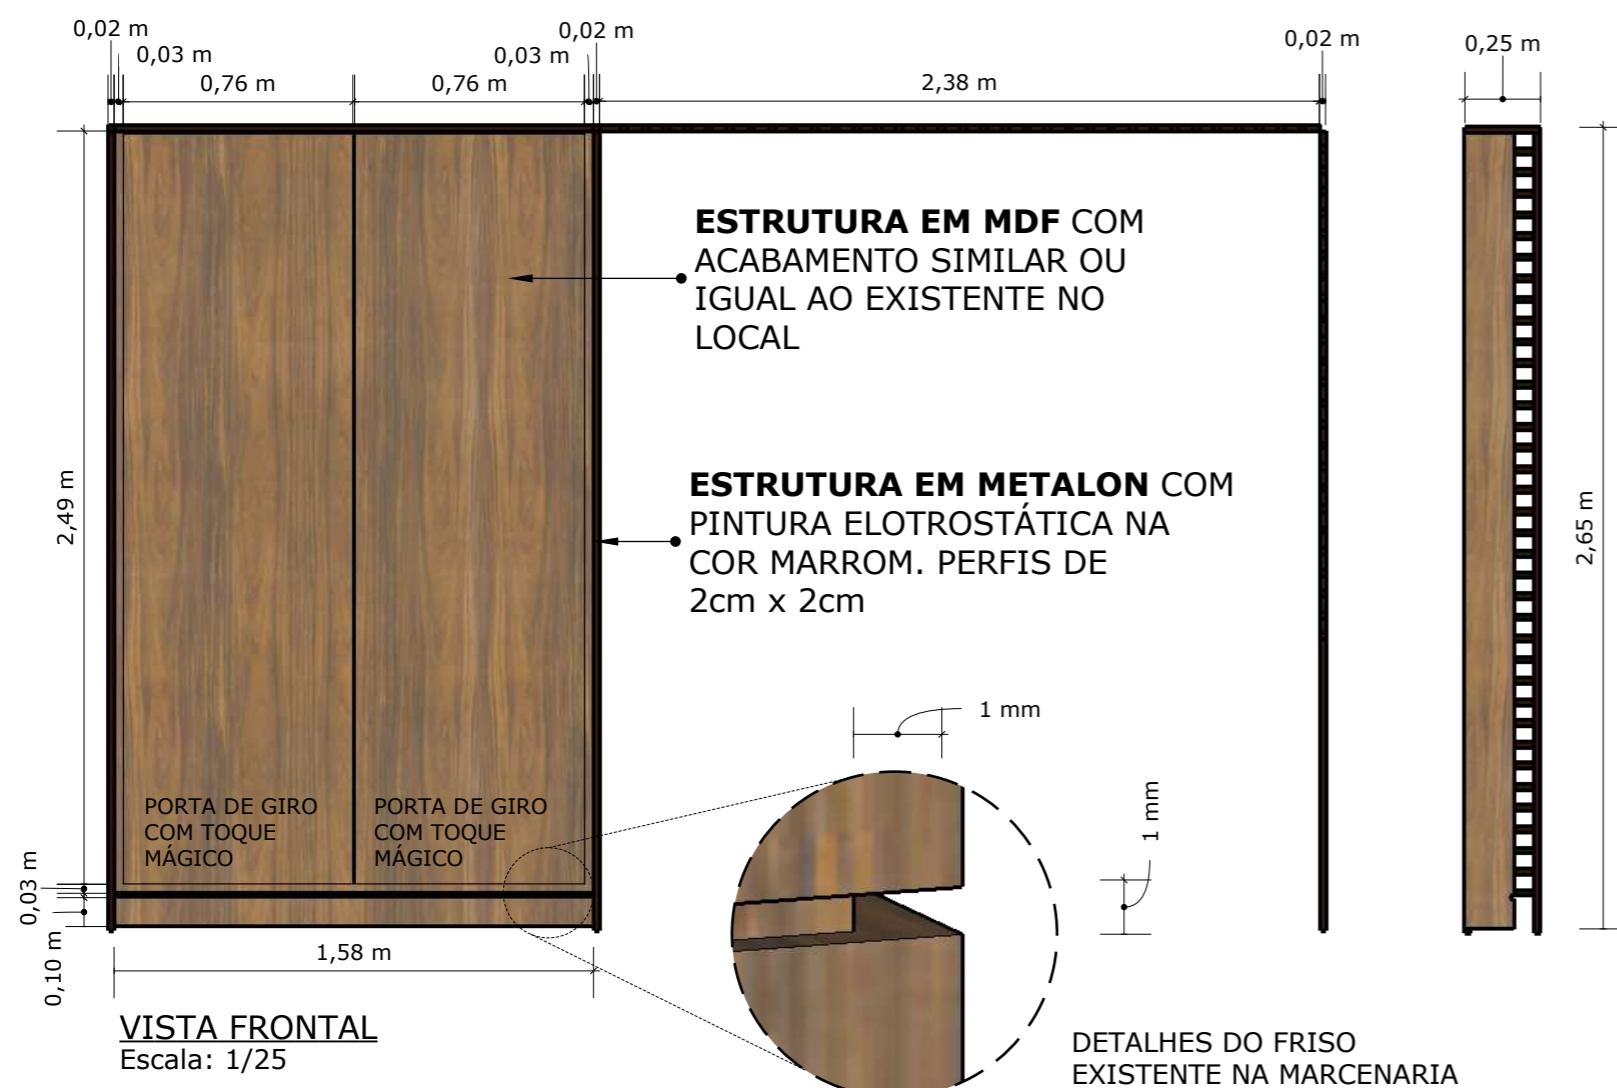 0,02 m
0,03 m
0,76 m
0,76 m
0,03 m
0,02 m
2,38 m
0,02 m
0,25 m
ESTRUTURA EM MDF COM
ACABAMENTO SIMILAR OU
IGUAL AO EXISTENTE NO
LOCAL
2,49 m
ESTRUTURA EM METALON COM
PINTURA ELOTROSTÁTICA NA
COR MARROM. PERFIS DE
2cm x 2cm
2,65 m
1 mm
1 mm
PORTA DE GIRO
COM TOQUE
MÁGICO
PORTA DE GIRO
COM TOQUE
MÁGICO
0,03 m
0,10 m
1,58 m
VISTA FRONTAL
Escala: 1/25
DETALHES DO FRISO
EXISTENTE NA MARCENARIA